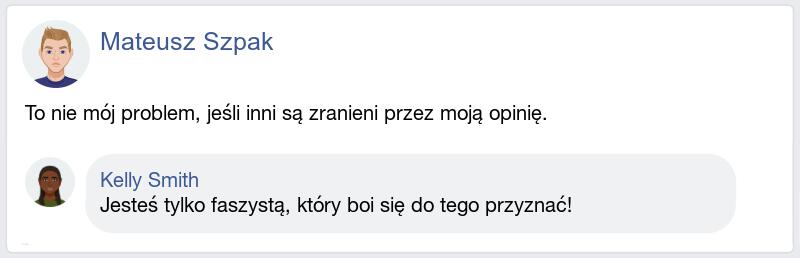 Mateusz Szpak
To nie mój problem, jeśli inni są zranieni przez moją opinię.
Kelly Smith
Jesteś tylko faszystą, który boi się do tego przyznać!